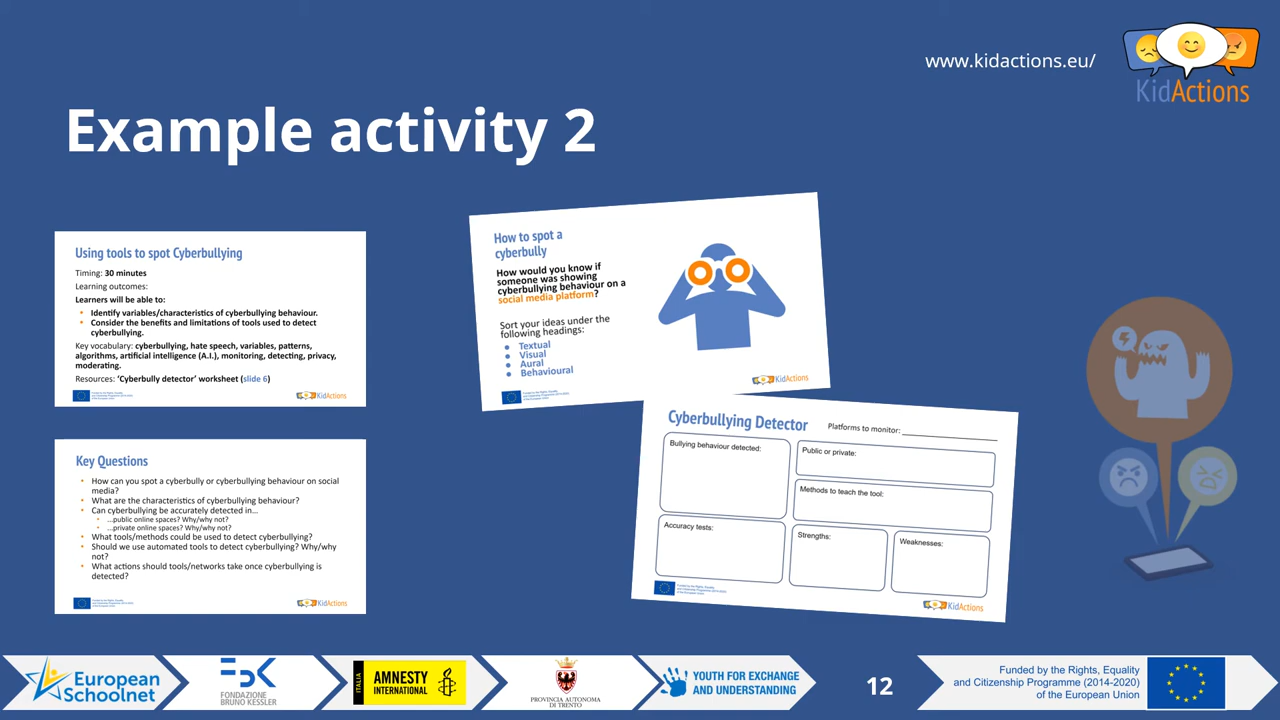 www.kidactions.eu/
KidActions
Example activity 2
Using tools to spot Cyberbullying
Timing: 30 minutes
Learning outcomes:
Learners will be able to:
• Identify variables/characteristics of cyberbullying behaviour.
• Consider the benefits and limitations of tools used to detect
cyberbullying.
Key vocabulary: cyberbullying, hate speech, variables, patterns,
algorithms, artificial intelligence (A.I.), monitoring, detecting, privacy,
moderating.
Resources: ‘Cyberbully detector’ worksheet (slide 6)
KidActions
Key Questions
• How can you spot a cyberbully or cyberbullying behaviour on social
media?
• What are the characteristics of cyberbullying behaviour?
• Can cyberbullying be accurately detected in…
• …public online spaces? Why/why not?
• …private online spaces? Why/why not?
• What tools/methods could be used to detect cyberbullying?
• Should we use automated tools to detect cyberbullying? Why/why
not?
• What actions should tools/networks take once cyberbullying is
detected?
KidActions
How to spot a
cyberbully
How would you know if
someone was showing
cyberbullying behaviour on a
social media platform?
Sort your ideas under the
following headings:
• Textual
• Visual
• Aural
• Behavioural
KidActions
Cyberbullying Detector
Platforms to monitor:
Bullying behaviour detected:
Public or private:
Methods to teach the tool:
Accuracy tests:
Strengths:
Weaknesses:
KidActions
European
Schoolnet
FBK
FONDAZIONE
BRUNO KESSLER
ITALIA
AMNESTY
INTERNATIONAL
PROVINCIA AUTONOMA
DI TRENTO
YOUTH FOR EXCHANGE
AND UNDERSTANDING
12
Funded by the Rights, Equality
and Citizenship Programme (2014-2020)
of the European Union